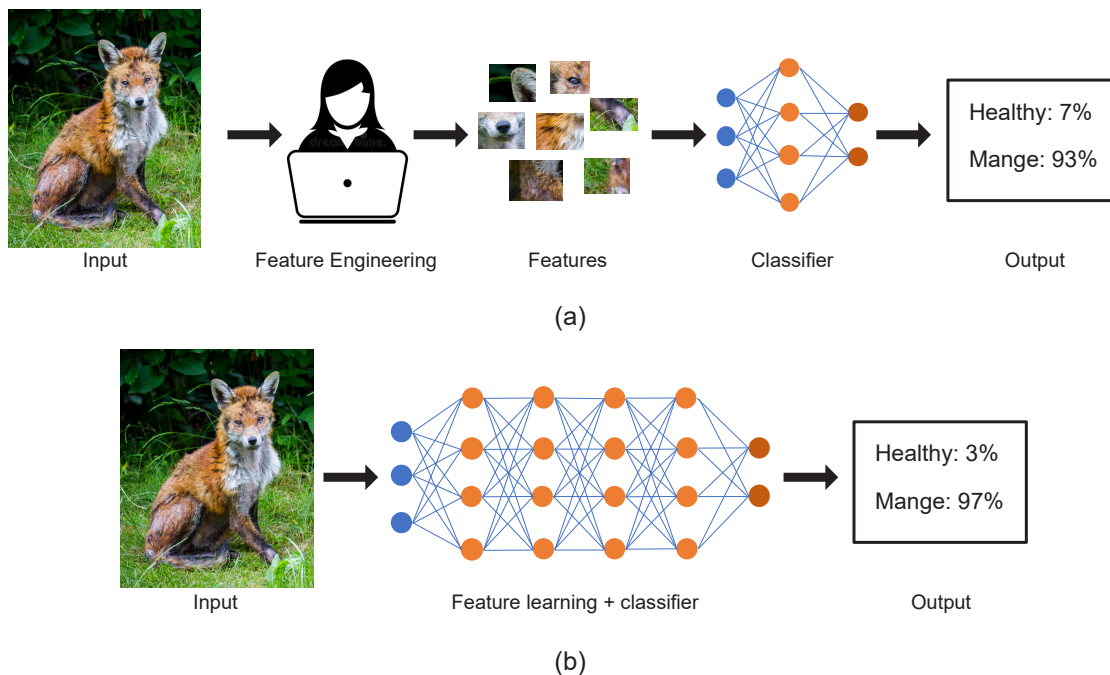 Healthy: 7%
Mange: 93%
Input
Feature Engineering
Features
Classifier
Output
(a)
Healthy: 3%
Mange: 97%
Input
Feature learning + classifier
Output
(b)